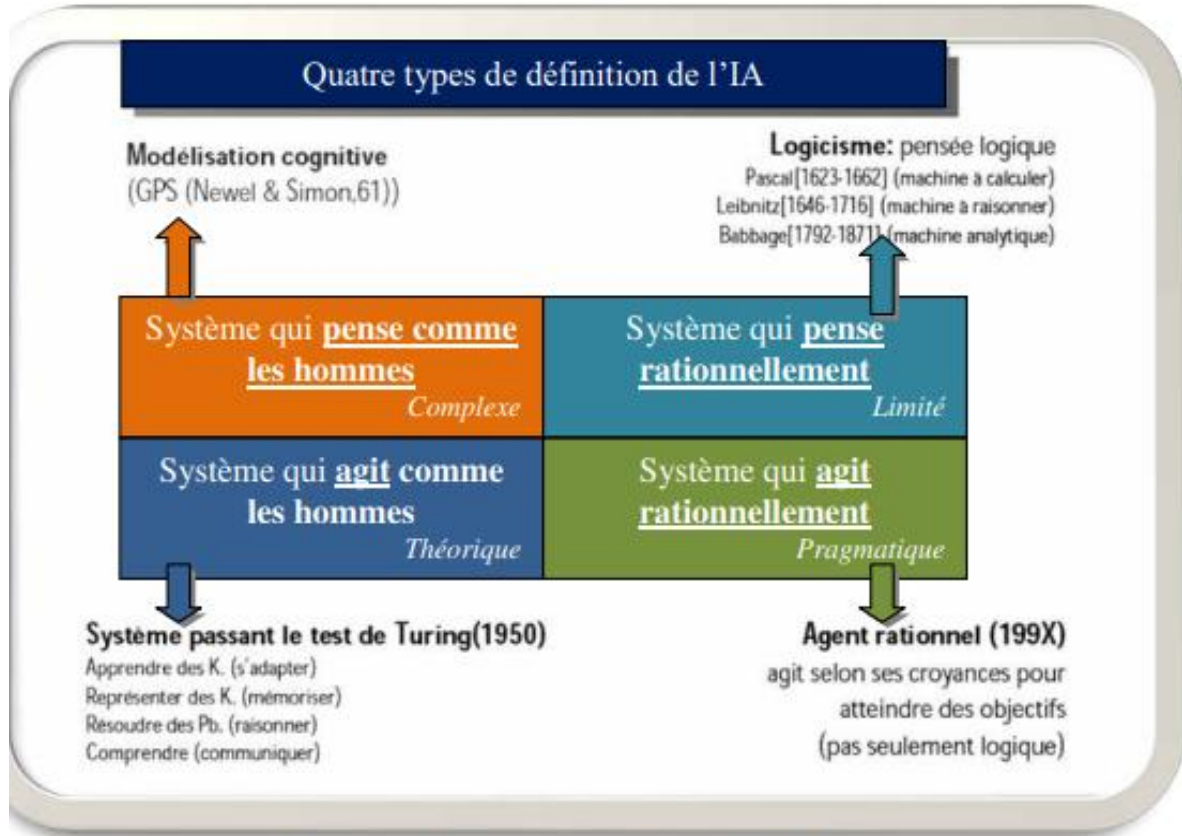 Quatre types de définition de l'IA
Modélisation cognitive
(GPS (Newel & Simon,61))
Logicisme: pensée logique
Pascal[1623-1662] (machine à calculer)
Leibnitz[1646-1716] (machine à raisonner)
Babbage[1792-1871] (machine analytique)
Système qui pense comme
les hommes
Complexe
Système qui pense
rationnellement
Limité
Système qui agit comme
les hommes
Théorique
Système qui agit
rationnellement
Pragmatique
Système passant le test de Turing(1950)
Apprendre des K. (s'adapter)
Représenter des K. (mémoriser)
Résoudre des Pb. (raisonner)
Comprendre (communiquer)
Agent rationnel (199X)
agit selon ses croyances pour
atteindre des objectifs
(pas seulement logique)